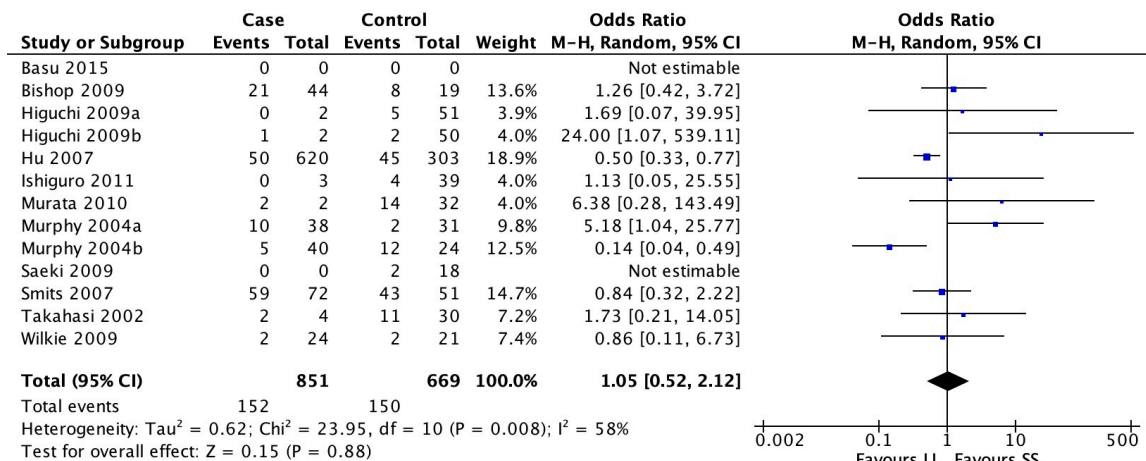 Case Control Odds Ratio Odds Ratio
Study or Subgroup Events Total Events Total Weight M-H, Random, 95% CI M-H, Random, 95% CI
Basu 2015 0 0 0 0 Not estimable
Bishop 2009 21 44 8 19 13.6% 1.26 [0.42, 3.72]
Higuchi 2009a 0 2 5 51 3.9% 1.69 [0.07, 39.95]
Higuchi 2009b 1 2 2 50 4.0% 24.00 [1.07, 539.11]
Hu 2007 50 620 45 303 18.9% 0.50 [0.33, 0.77]
Ishiguro 2011 0 3 4 39 4.0% 1.13 [0.05, 25.55]
Murata 2010 2 2 14 32 4.0% 6.38 [0.28, 143.49]
Murphy 2004a 10 38 2 31 9.8% 5.18 [1.04, 25.77]
Murphy 2004b 5 40 12 24 12.5% 0.14 [0.04, 0.49]
Saeki 2009 0 0 2 18 Not estimable
Smits 2007 59 72 43 51 14.7% 0.84 [0.32, 2.22]
Takahasi 2002 2 4 11 30 7.2% 1.73 [0.21, 14.05]
Wilkie 2009 2 24 2 21 7.4% 0.86 [0.11, 6.73]
Total (95% CI) 851 669 100.0% 1.05 [0.52, 2.12]
Total events 152 150
Heterogeneity: Tau² = 0.62; Chi² = 23.95, df = 10 (P = 0.008); I² = 58%
Test for overall effect: Z = 0.15 (P = 0.88)
0.002 0.1 1 10 500
Favours LL Favours SS